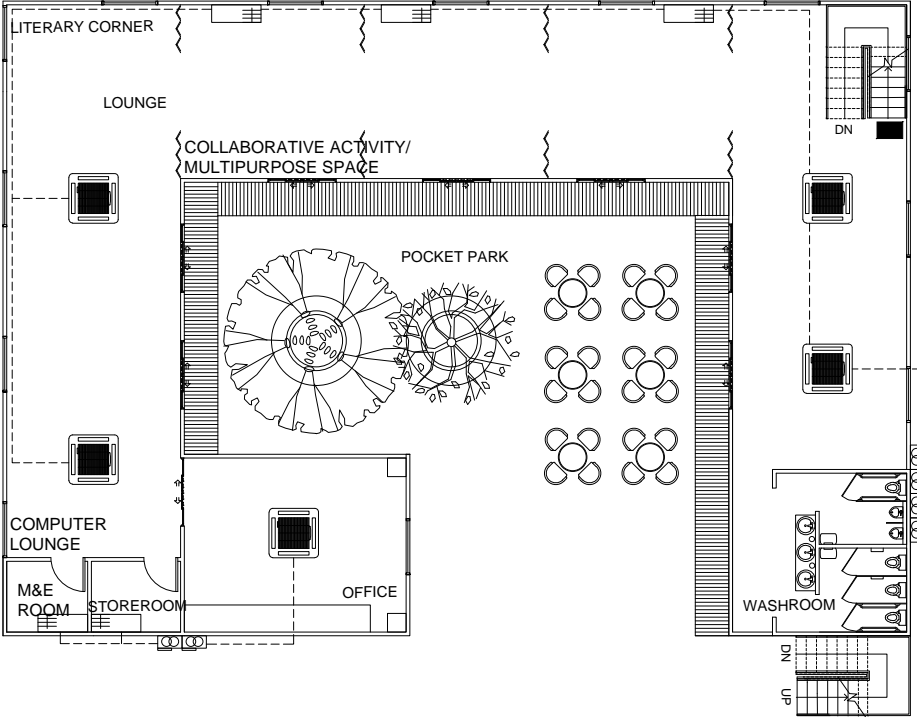 LITERARY CORNER
LOUNGE
DN
COLLABORATIVE ACTIVITY/
MULTIPURPOSE SPACE
POCKET PARK
COMPUTER
LOUNGE
M&E
ROOM
STOREROOM
OFFICE
WASHROOM
DN
UP